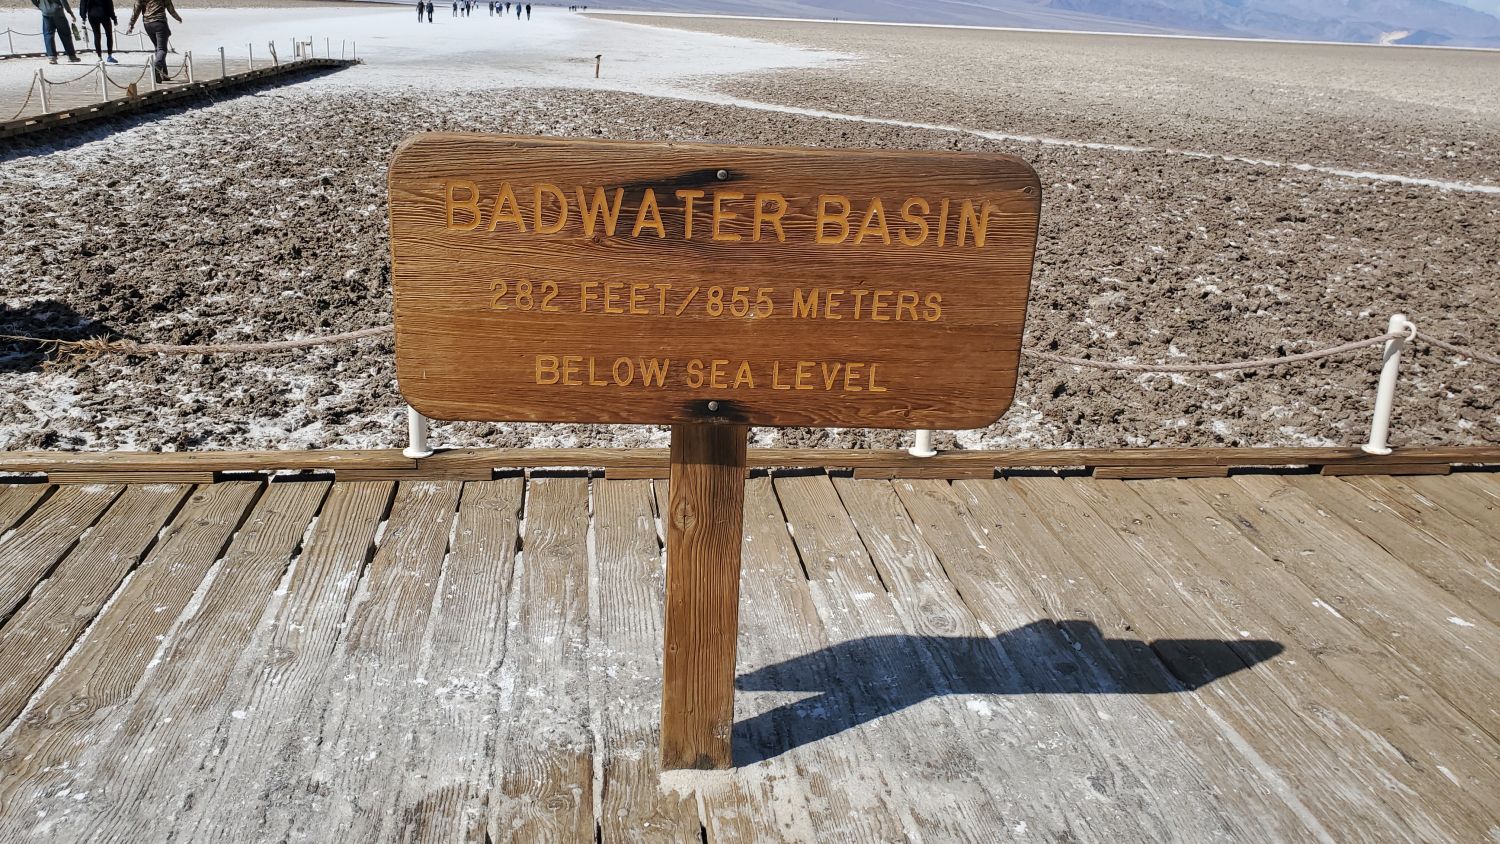 BADWATER BASIN
282 FEET/855 METERS
BELOW SEA LEVEL